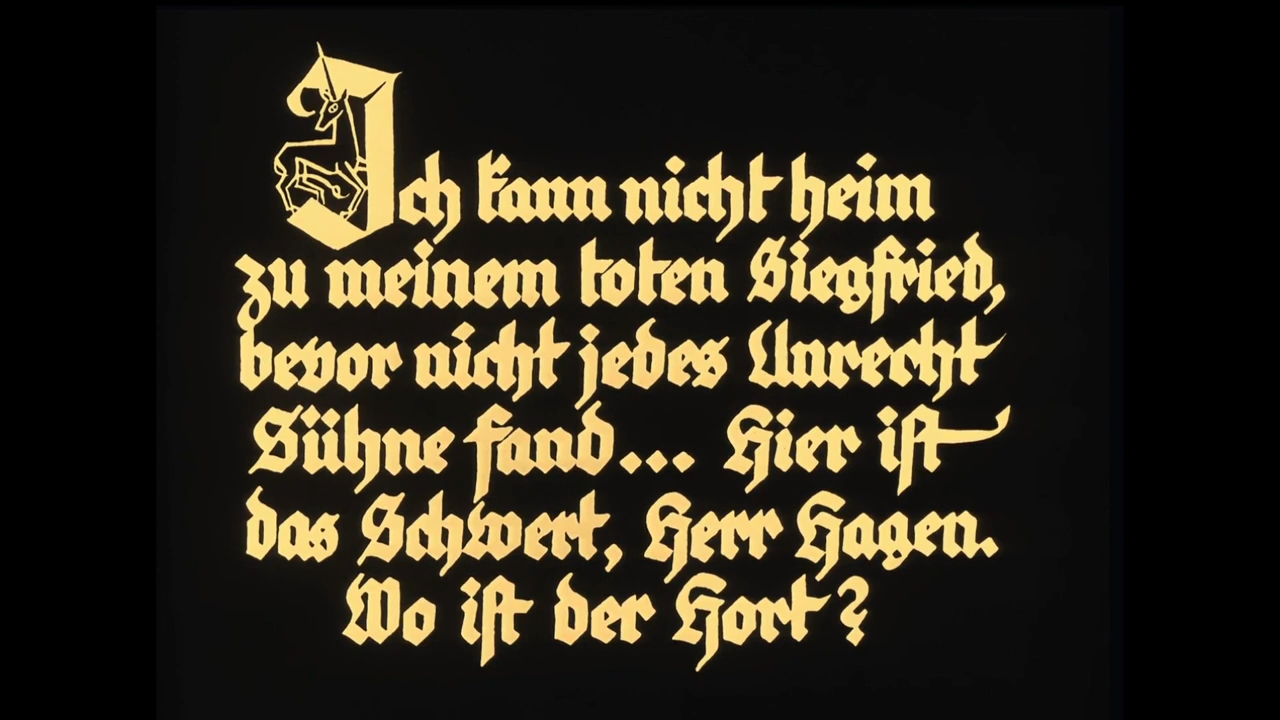 Ich kann nicht heim
zu meinem toten Siegfried,
bevor nicht jedes Unrecht
Sühne fand... Hier ist
das Schwert, Herr Hagen.
Wo ist der Hort?